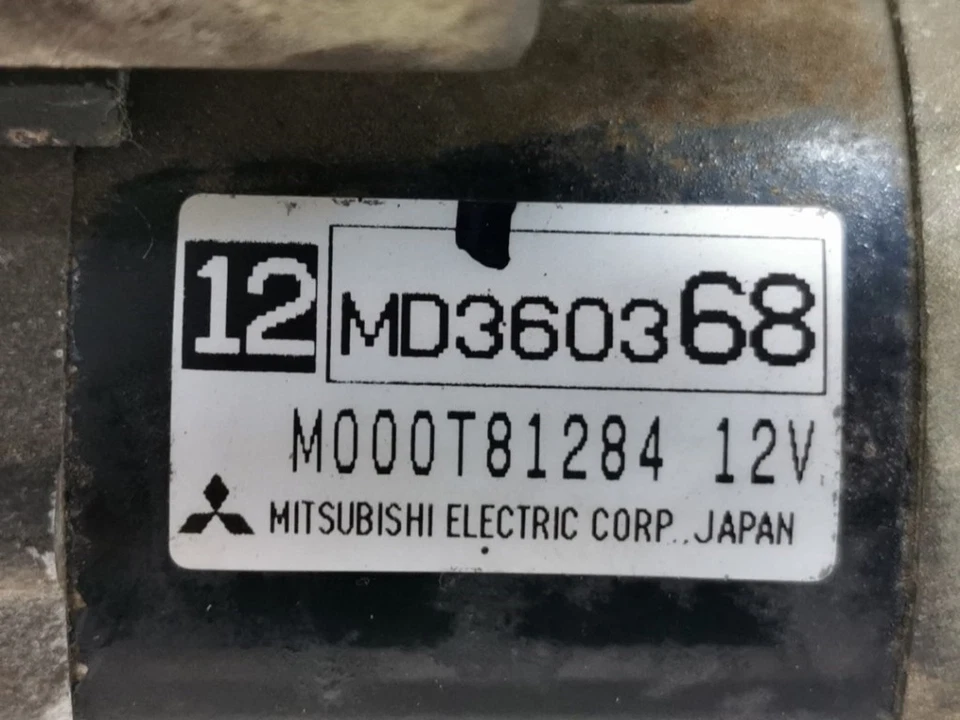 12 MD360368
M000T81284 12V
MITSUBISHI ELECTRIC CORP., JAPAN